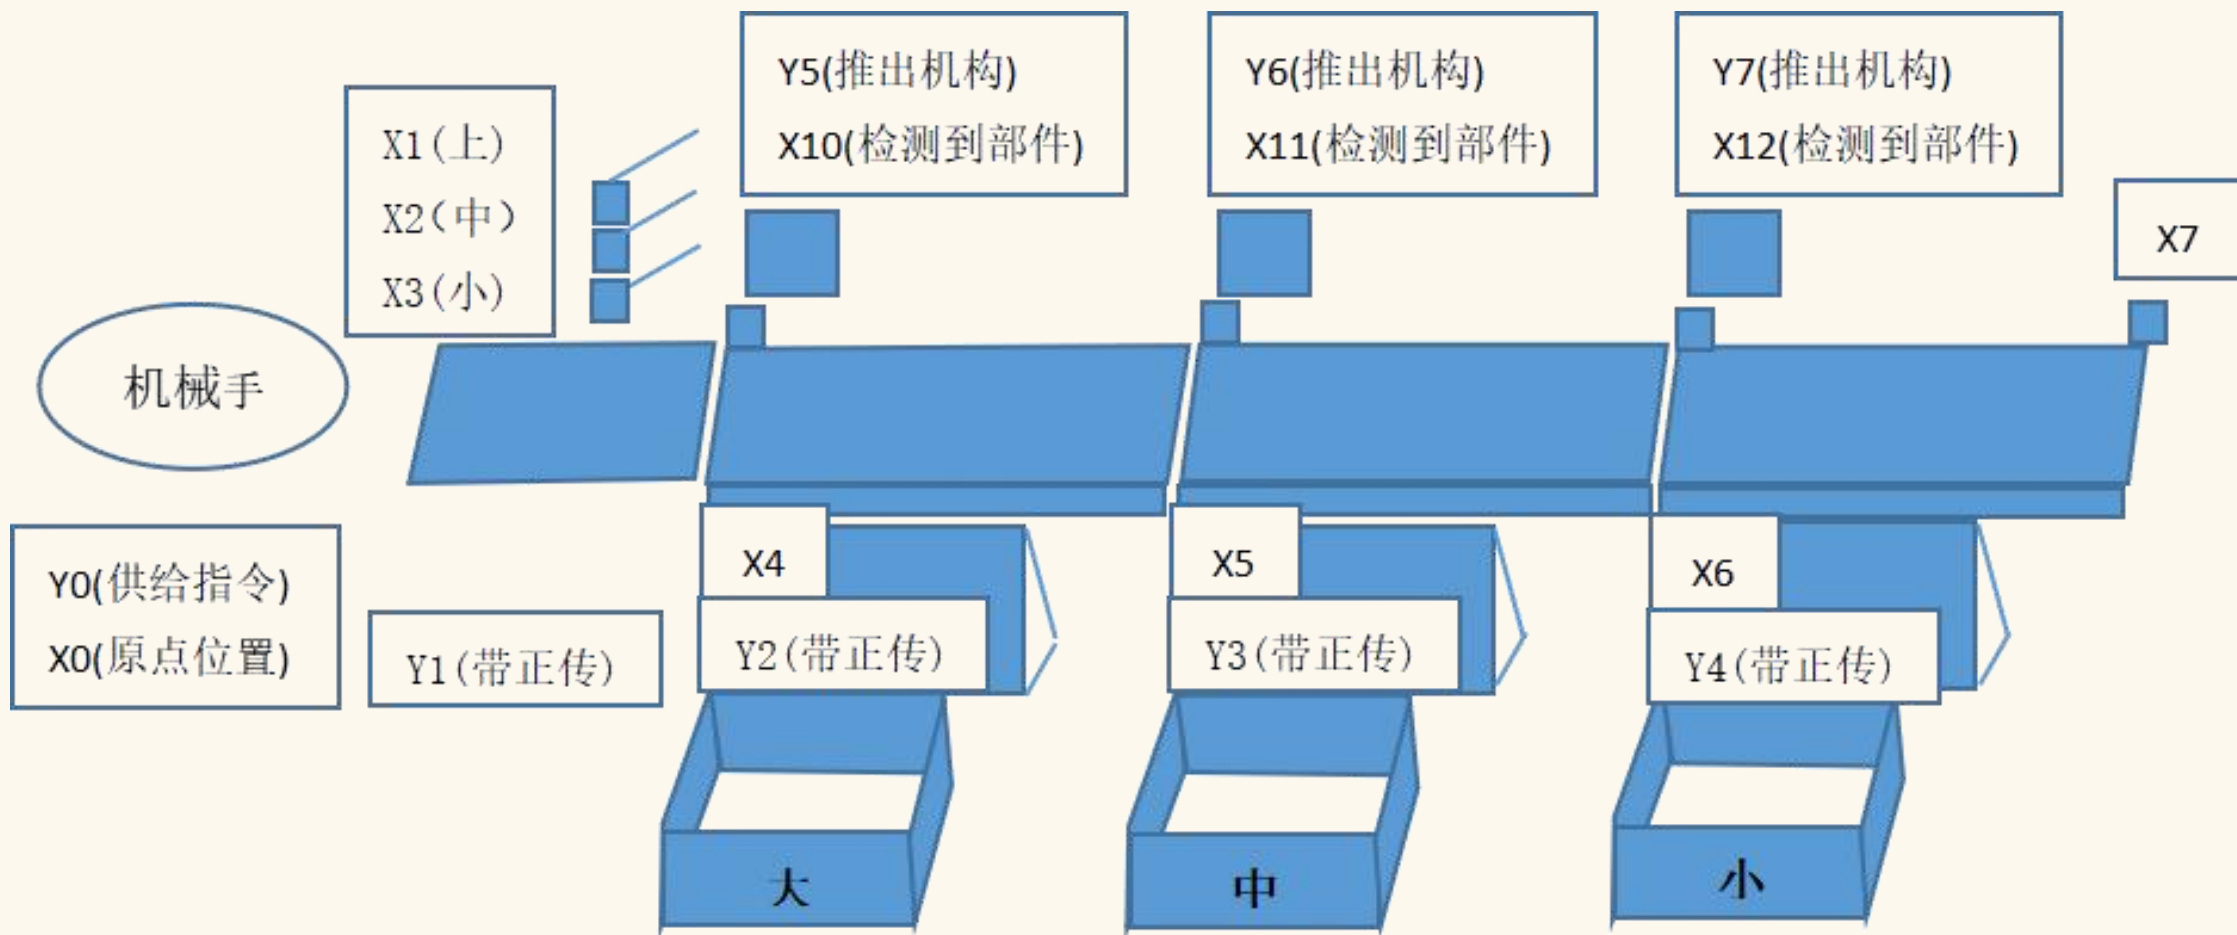 Y5(推出机构)
X10(检测到部件)
Y6(推出机构)
X11(检测到部件)
Y7(推出机构)
X12(检测到部件)
X1(上)
X2(中)
X3(小)
X7
机械手
Y0(供给指令)
X0(原点位置)
Y1(带正传)
X4
Y2(带正传)
X5
Y3(带正传)
X6
Y4(带正传)
大
中
小